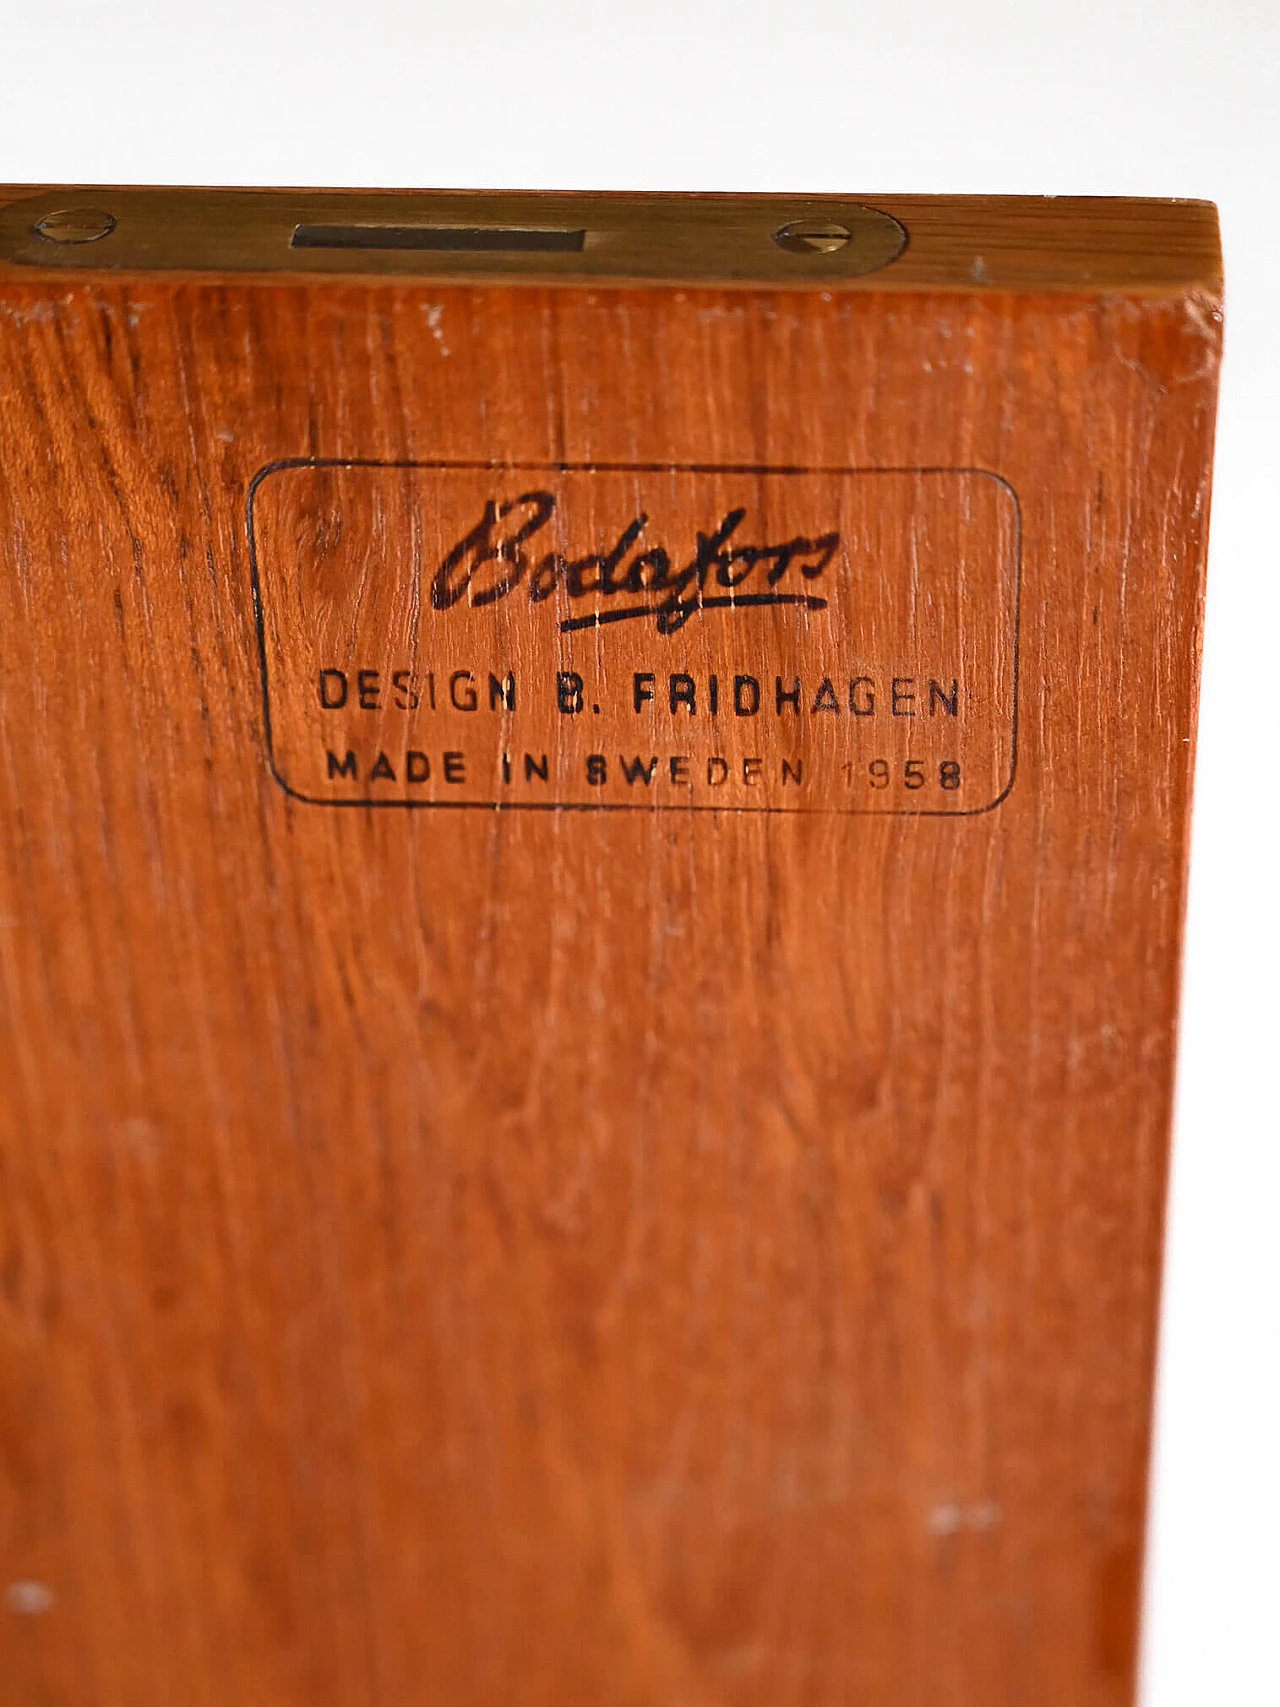 Bodafors
DESIGN B. FRIDHAGEN
MADE IN SWEDEN 1958